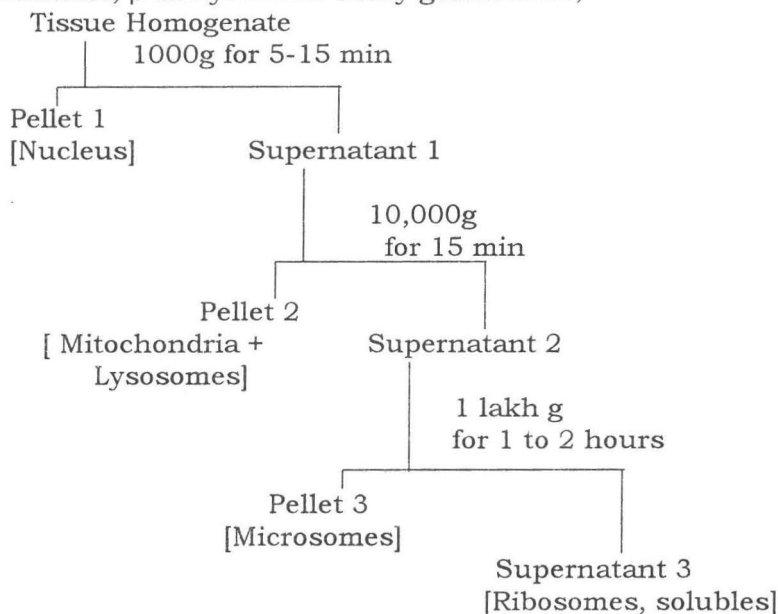 Tissue Homogenate
1000g for 5-15 min
Pellet 1
[Nucleus]
Supernatant 1
10,000g
for 15 min
Pellet 2
[ Mitochondria +
Lysosomes]
Supernatant 2
1 lakh g
for 1 to 2 hours
Pellet 3
[Microsomes]
Supernatant 3
[Ribosomes, solubles]